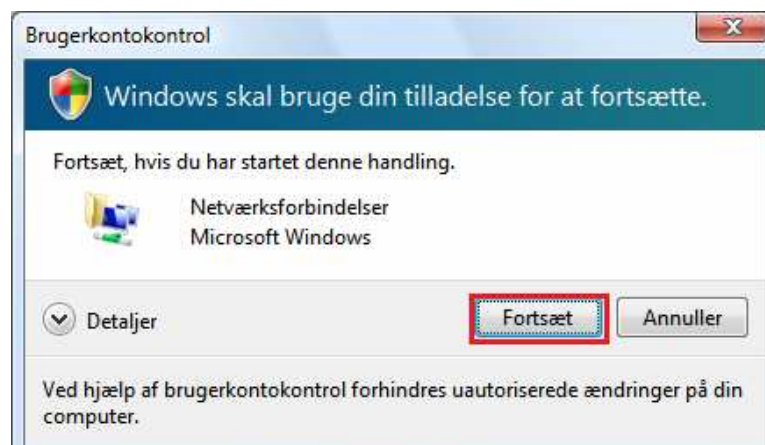 Brugerkontokontrol
Windows skal bruge din tilladelse for at fortsætte.
Fortsæt, hvis du har startet denne handling.
Netværksforbindelser
Microsoft Windows
Detaljer
Fortsæt
Annuller
Ved hjælp af brugerkontokontrol forhindres uautoriserede ændringer på din
computer.